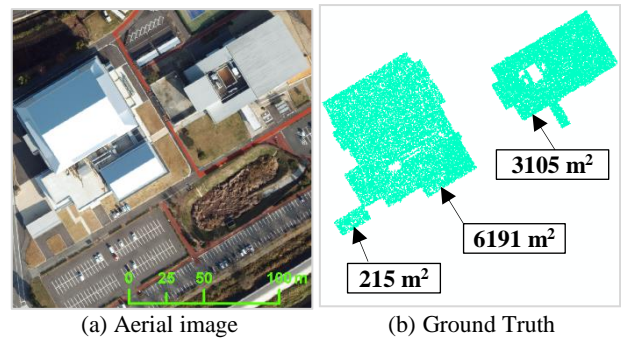 3105 m²
6191 m²
215 m²
0 25 50 100 m
(a) Aerial image
(b) Ground Truth